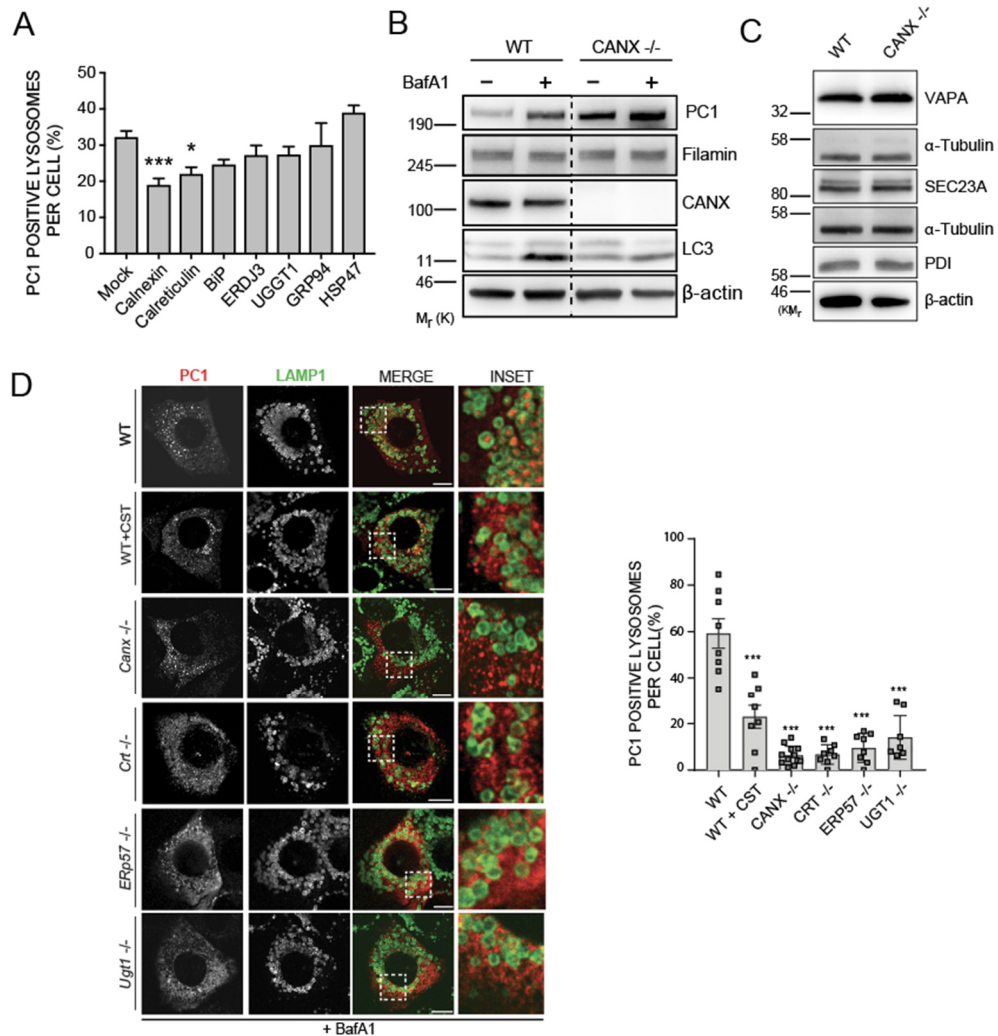 A
PC1 POSITIVE LYSOSOMES
PER CELL (%)
50
40
30
20
10
0
***
*
Mock
Calnexin
Calreticulin
BiP
ERDJ3
UGGT1
GRP94
HSP47
B
WT
CANX -/-
BafA1
− + − +
190
PC1
245
Filamin
100
CANX
11
LC3
46
β-actin
Mr (K)
C
WT
CANX -/-
32
VAPA
58
α-Tubulin
80
SEC23A
58
α-Tubulin
58
PDI
46
(K)Mr
β-actin
D
PC1
LAMP1
MERGE
INSET
WT
WT+CST
Canx -/-
Crt -/-
ERp57 -/-
Ugt1 -/-
+ BafA1
PC1 POSITIVE LYSOSOMES
PER CELL(%)
100
80
60
40
20
0
***
***
***
***
***
WT
WT + CST
CANX -/-
CRT -/-
ERP57 -/-
UGT1 -/-